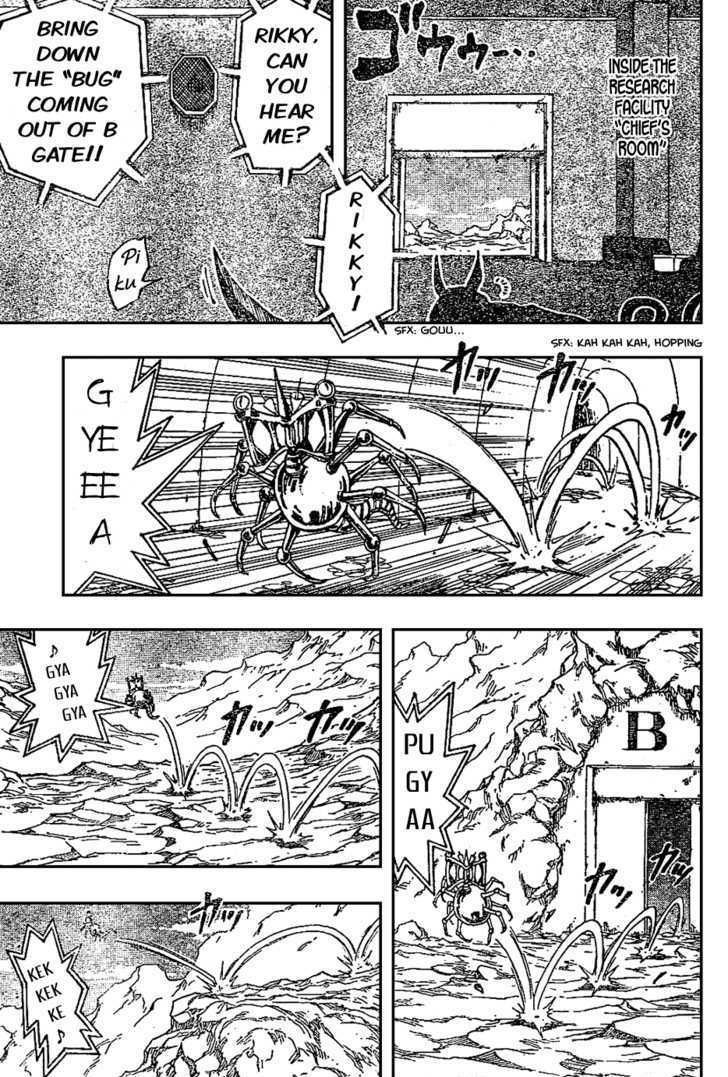 INSIDE THE
RESEARCH
FACILITY
"CHIEF'S
ROOM"
ゴゥゥー…
SFX: GOUU...
RIKKY!
RIKKY,
CAN
YOU
HEAR
ME?
BRING
DOWN
THE "BUG"
COMING
OUT OF B
GATE!!
Pi
ku
SFX: KAH KAH KAH, HOPPING
カッ
カッ
カッ
G
YE
EE
A
B
PU
GY
AA
カッ
カッ
♪
GYA
GYA
GYA
カッ
カッ
カッ
KEK
KEK
KE
♪